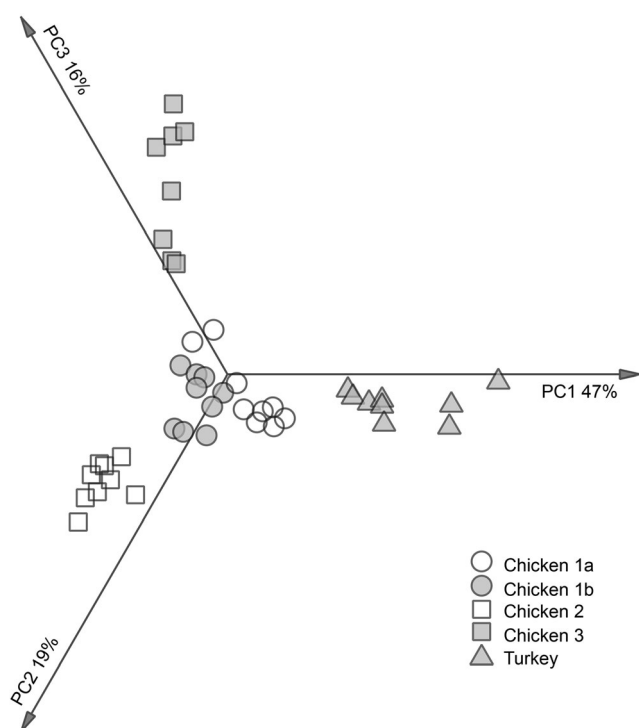 PC3 16%
PC1 47%
PC2 19%
Chicken 1a
Chicken 1b
Chicken 2
Chicken 3
Turkey